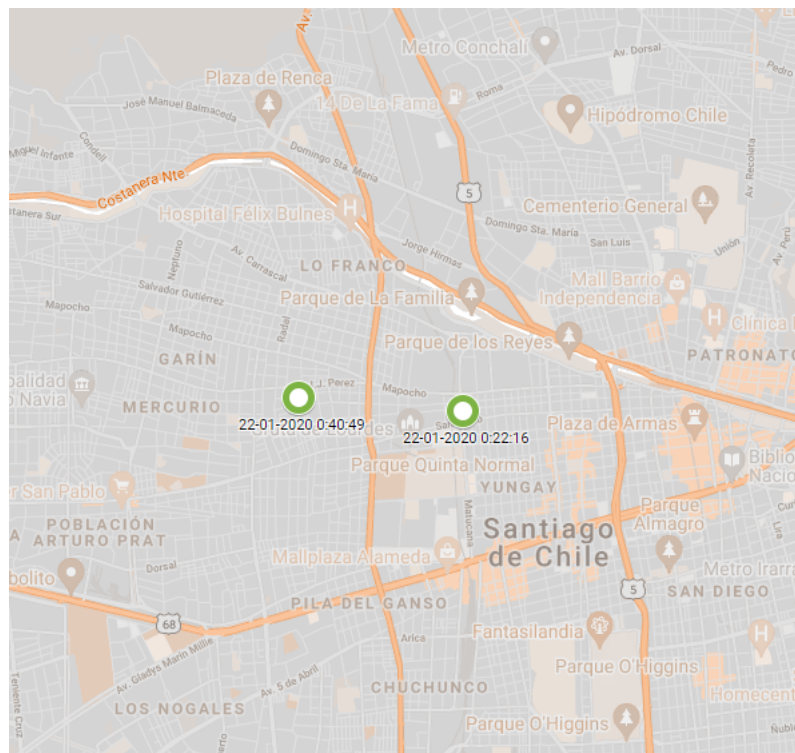 Metro Conchalí
Av. Dorsal
Pedro
Plaza de Renca
José Manuel Balmaceda
14 De La Fama
Roma
Hipódromo Chile
Condell
Miguel Infante
Domingo Sta. María
Av. Recoleta
Costanera Nte.
5
Cementerio General
Hospital Félix Bulnes
Domingo Sta. María
San Luis
Unión
Av. Perú
Neptuno
Av. Carrascal
Jorge Hirmas
LO FRANCO
Mall Barrio
Independencia
Salvador Gutiérrez
Parque de La Familia
Mapocho
Radal
Clínica
Mapocho
Parque de los Reyes
PATRONATO
GARÍN
J.J. Perez
Mapocho
Navia
MERCURIO
22-01-2020 0:40:49
22-01-2020 0:22:16
Plaza de Armas
Parque Quinta Normal
Biblio
Nacio
San Pablo
YUNGAY
Matucana
Parque
Almagro
POBLACIÓN
ARTURO PRAT
Santiago
de Chile
Lira
Mallplaza Alameda
Dorsal
Metro Irarr
5
SAN DIEGO
bolito
PILA DEL GANSO
68
Fantasilandia
Arica
Av. Gladys Marín Millie
Parque O'Higgins
Av. 5 de Abril
CHUCHUNCO
Homecent
Teniente Cruz
LOS NOGALES
Parque O'Higgins
Ñubl